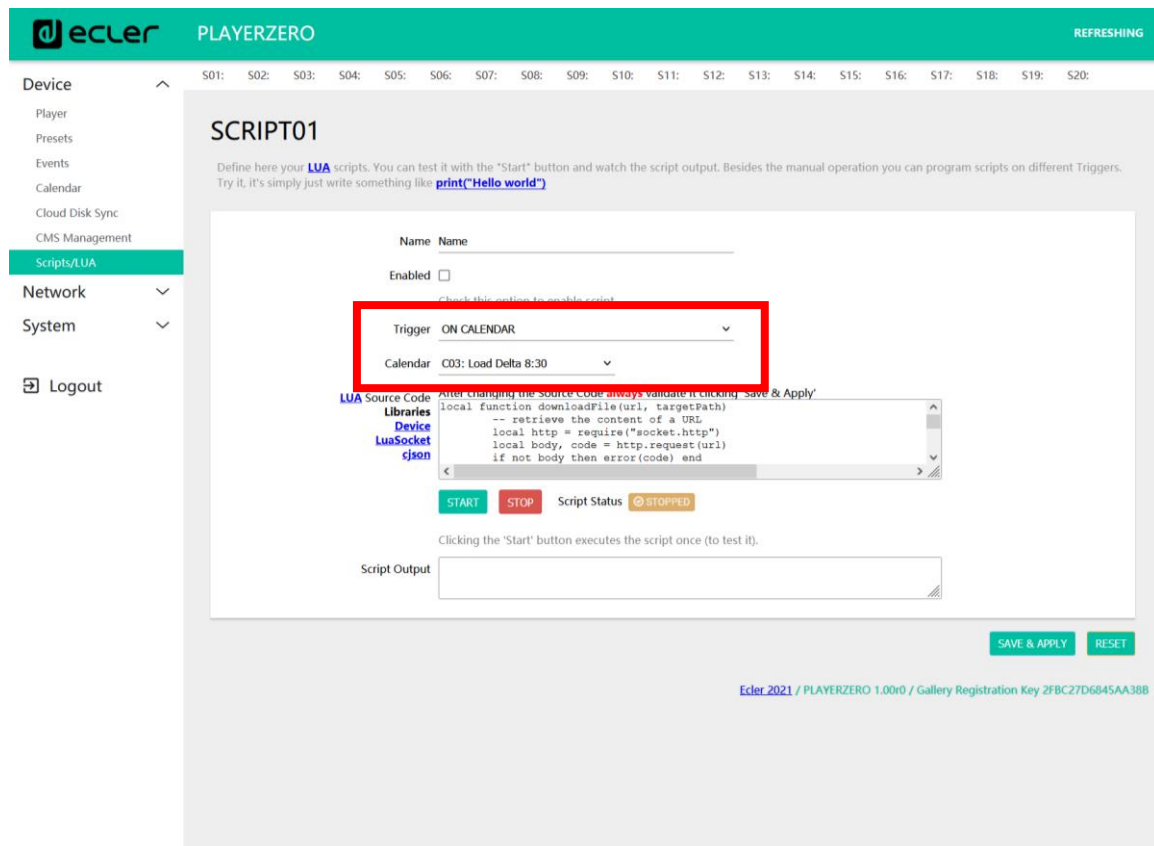 ecler
PLAYERZERO
REFRESHING
Device
Player
Presets
Events
Calendar
Cloud Disk Sync
CMS Management
Scripts/LUA
Network
System
Logout
S01: S02: S03: S04: S05: S06: S07: S08: S09: S10: S11: S12: S13: S14: S15: S16: S17: S18: S19: S20:
SCRIPT01
Define here your LUA scripts. You can test it with the "Start" button and watch the script output. Besides the manual operation you can program scripts on different Triggers.
Try it, it's simply just write something like print("Hello world")
Name Name
Enabled
Check this option to enable script
Trigger ON CALENDAR
Calendar C03: Load Delta 8:30
After changing the Source Code always validate it clicking 'Save & Apply'
LUA Source Code
Libraries
Device
LuaSocket
cjson
local function downloadFile(url, targetPath)
-- retrieve the content of a URL
local http = require("socket.http")
local body, code = http.request(url)
if not body then error(code) end
START STOP Script Status STOPPED
Clicking the 'Start' button executes the script once (to test it).
Script Output
SAVE & APPLY RESET
Ecler 2021 / PLAYERZERO 1.00r0 / Gallery Registration Key 2FBC27D6845AA38B